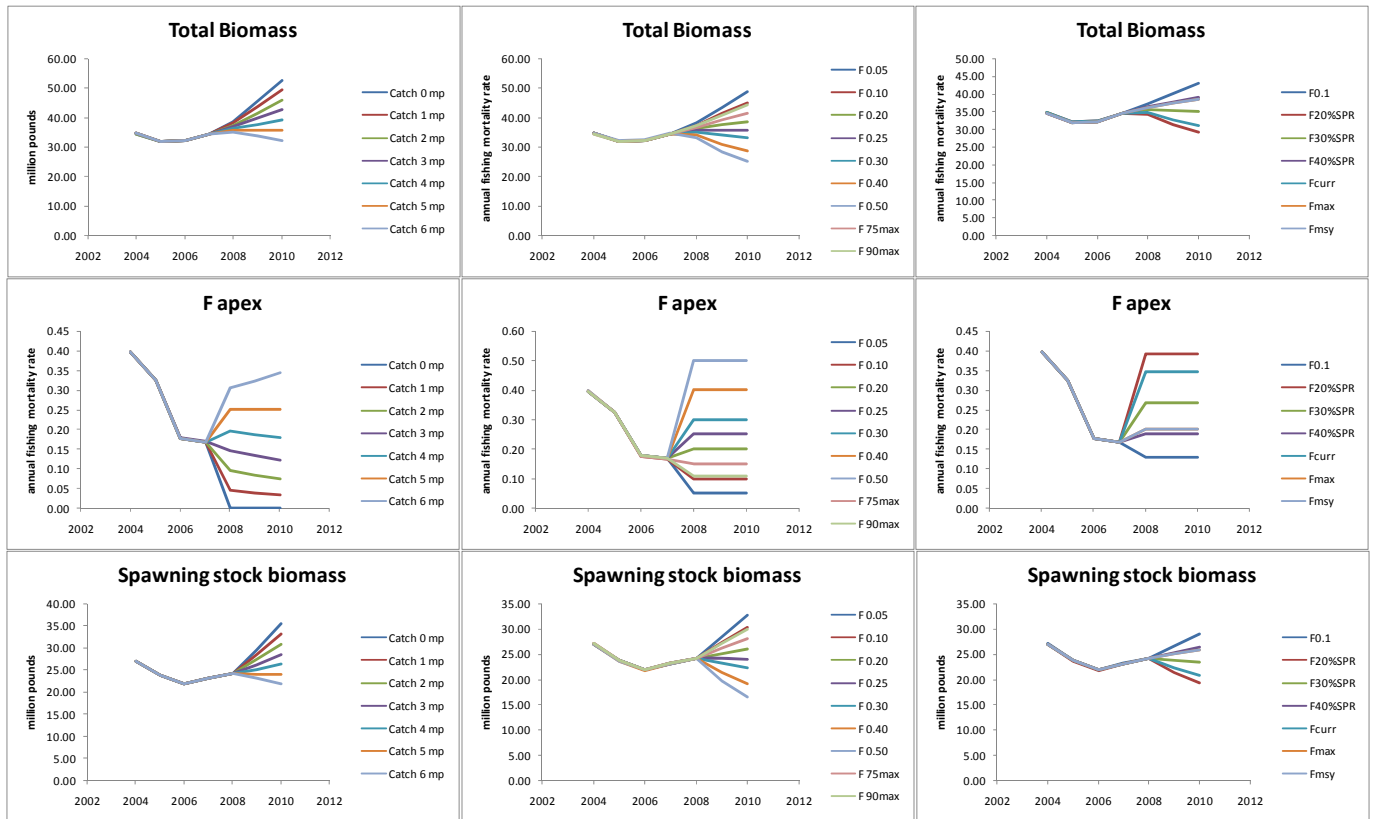 Total Biomass
million pounds
60.00
50.00
40.00
30.00
20.00
10.00
0.00
2002 2004 2006 2008 2010 2012
Catch 0 mp
Catch 1 mp
Catch 2 mp
Catch 3 mp
Catch 4 mp
Catch 5 mp
Catch 6 mp
Total Biomass
annual fishing mortality rate
60.00
50.00
40.00
30.00
20.00
10.00
0.00
2002 2004 2006 2008 2010 2012
F 0.05
F 0.10
F 0.20
F 0.25
F 0.30
F 0.40
F 0.50
F 75max
F 90max
Total Biomass
annual fishing mortality rate
50.00
45.00
40.00
35.00
30.00
25.00
20.00
15.00
10.00
5.00
0.00
2002 2004 2006 2008 2010 2012
F0.1
F20%SPR
F30%SPR
F40%SPR
Fcurr
Fmax
Fmsy
F apex
annual fishing mortality rate
0.45
0.40
0.35
0.30
0.25
0.20
0.15
0.10
0.05
0.00
2002 2004 2006 2008 2010 2012
Catch 0 mp
Catch 1 mp
Catch 2 mp
Catch 3 mp
Catch 4 mp
Catch 5 mp
Catch 6 mp
F apex
annual fishing mortality rate
0.60
0.50
0.40
0.30
0.20
0.10
0.00
2002 2004 2006 2008 2010 2012
F 0.05
F 0.10
F 0.20
F 0.25
F 0.30
F 0.40
F 0.50
F 75max
F 90max
F apex
annual fishing mortality rate
0.45
0.40
0.35
0.30
0.25
0.20
0.15
0.10
0.05
0.00
2002 2004 2006 2008 2010 2012
F0.1
F20%SPR
F30%SPR
F40%SPR
Fcurr
Fmax
Fmsy
Spawning stock biomass
million pounds
40.00
35.00
30.00
25.00
20.00
15.00
10.00
5.00
0.00
2002 2004 2006 2008 2010 2012
Catch 0 mp
Catch 1 mp
Catch 2 mp
Catch 3 mp
Catch 4 mp
Catch 5 mp
Catch 6 mp
Spawning stock biomass
million pounds
35.00
30.00
25.00
20.00
15.00
10.00
5.00
0.00
2002 2004 2006 2008 2010 2012
F 0.05
F 0.10
F 0.20
F 0.25
F 0.30
F 0.40
F 0.50
F 75max
F 90max
Spawning stock biomass
million pounds
35.00
30.00
25.00
20.00
15.00
10.00
5.00
0.00
2002 2004 2006 2008 2010 2012
F0.1
F20%SPR
F30%SPR
F40%SPR
Fcurr
Fmax
Fmsy